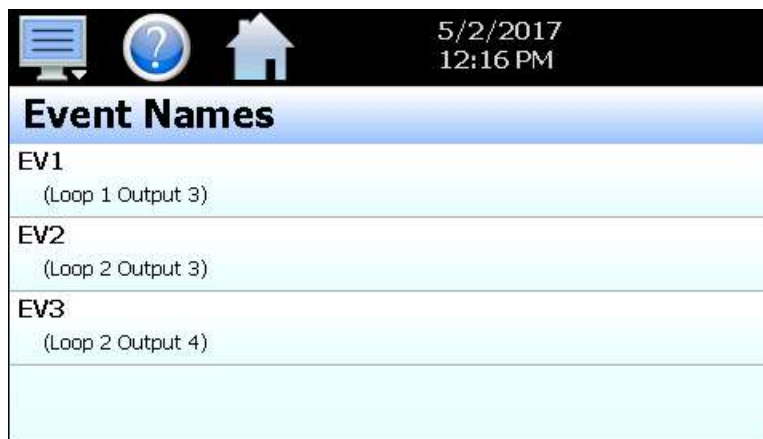 5/2/2017
12:16 PM
Event Names
EV1
(Loop 1 Output 3)
EV2
(Loop 2 Output 3)
EV3
(Loop 2 Output 4)